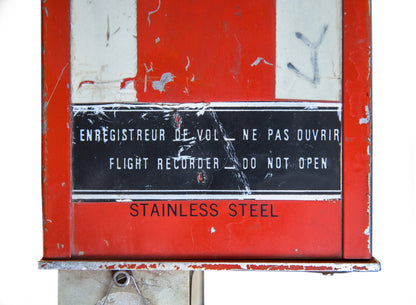 ENREGISTREUR DE VOL _ NE PAS OUVRIR
FLIGHT RECORDER _ DO NOT OPEN
STAINLESS STEEL